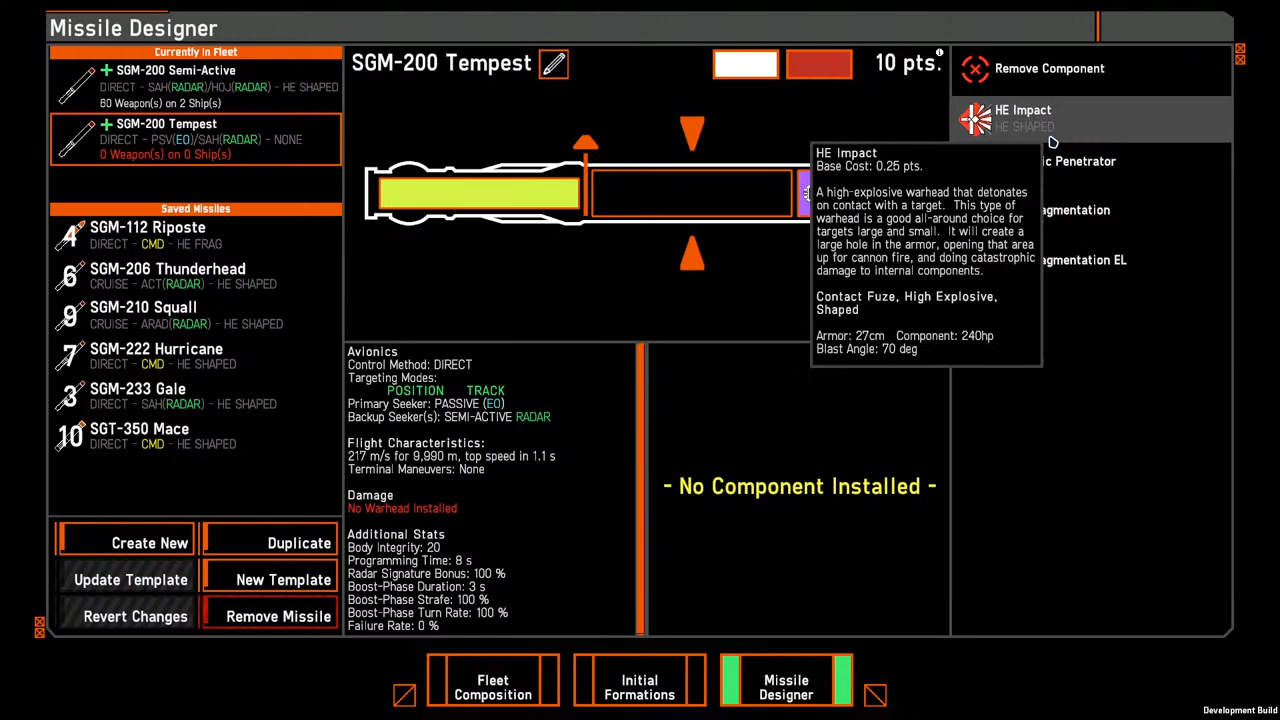 Missile Designer
Currently In Fleet
SGM-200 Semi-Active
DIRECT - SAH(RADAR)/HOJ(RADAR) - HE SHAPED
80 Weapon(s) on 2 Ship(s)
SGM-200 Tempest
DIRECT - PSV(EO)/SAH(RADAR) - NONE
0 Weapon(s) on 0 Ship(s)
Saved Missiles
4
SGM-112 Riposte
DIRECT - CMD - HE FRAG
6
SGM-206 Thunderhead
CRUISE - ACT(RADAR) - HE SHAPED
9
SGM-210 Squall
CRUISE - ARAD(RADAR) - HE SHAPED
7
SGM-222 Hurricane
DIRECT - CMD - HE SHAPED
3
SGM-233 Gale
DIRECT - SAH(RADAR) - HE SHAPED
10
SGT-350 Mace
DIRECT - CMD - HE SHAPED
Create New
Duplicate
Update Template
New Template
Revert Changes
Remove Missile
SGM-200 Tempest
10 pts.
Avionics
Control Method: DIRECT
Targeting Modes:
POSITION TRACK
Primary Seeker: PASSIVE (EO)
Backup Seeker(s): SEMI-ACTIVE RADAR
Flight Characteristics:
217 m/s for 9,990 m, top speed in 1.1 s
Terminal Maneuvers: None
Damage
No Warhead Installed
Additional Stats
Body Integrity: 20
Programming Time: 8 s
Radar Signature Bonus: 100 %
Boost-Phase Duration: 3 s
Boost-Phase Strafe: 100 %
Boost-Phase Turn Rate: 100 %
Failure Rate: 0 %
- No Component Installed -
Remove Component
HE Impact
HE SHAPED
ic Penetrator
agmentation
agmentation EL
HE Impact
Base Cost: 0.25 pts.
A high-explosive warhead that detonates
on contact with a target. This type of
warhead is a good all-around choice for
targets large and small. It will create a
large hole in the armor, opening that area
up for cannon fire, and doing catastrophic
damage to internal components.
Contact Fuze, High Explosive,
Shaped
Armor: 27cm Component: 240hp
Blast Angle: 70 deg
Fleet
Composition
Initial
Formations
Missile
Designer
Development Build